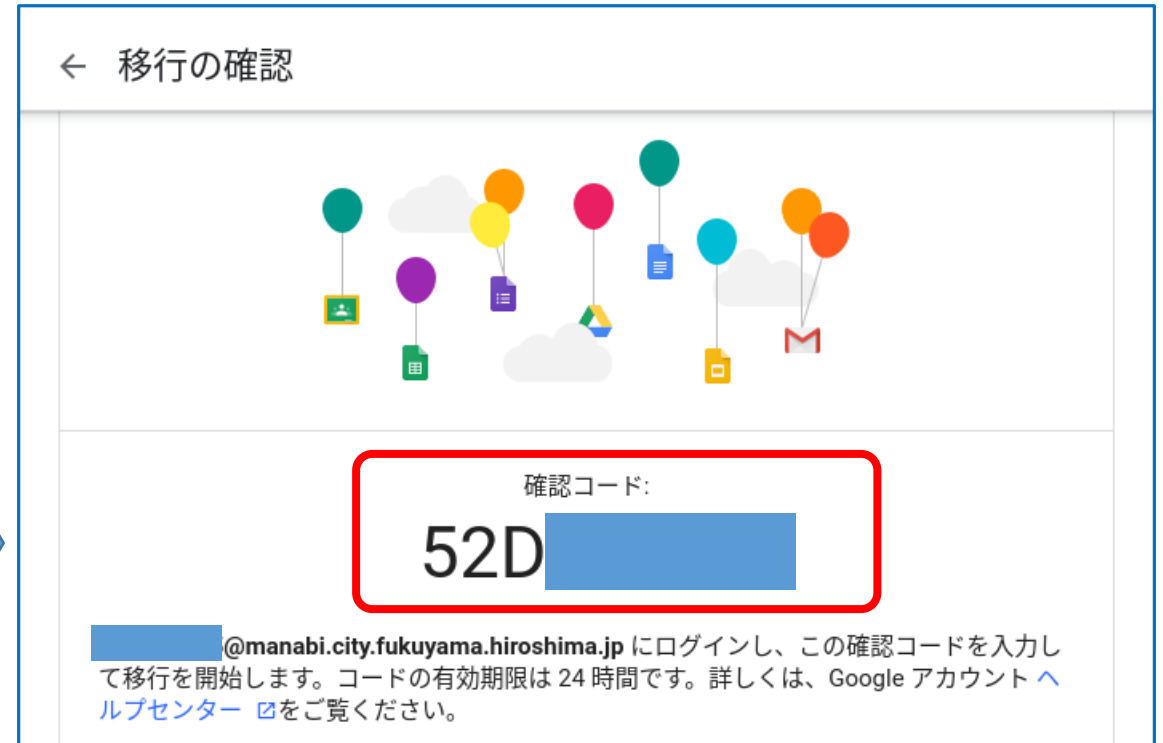 ← 移行の確認
確認コード:
52D
@manabi.city.fukuyama.hiroshima.jp にログインし、この確認コードを入力し
て移行を開始します。コードの有効期限は 24 時間です。詳しくは、Google アカウント ヘ
ルプセンター をご覧ください。